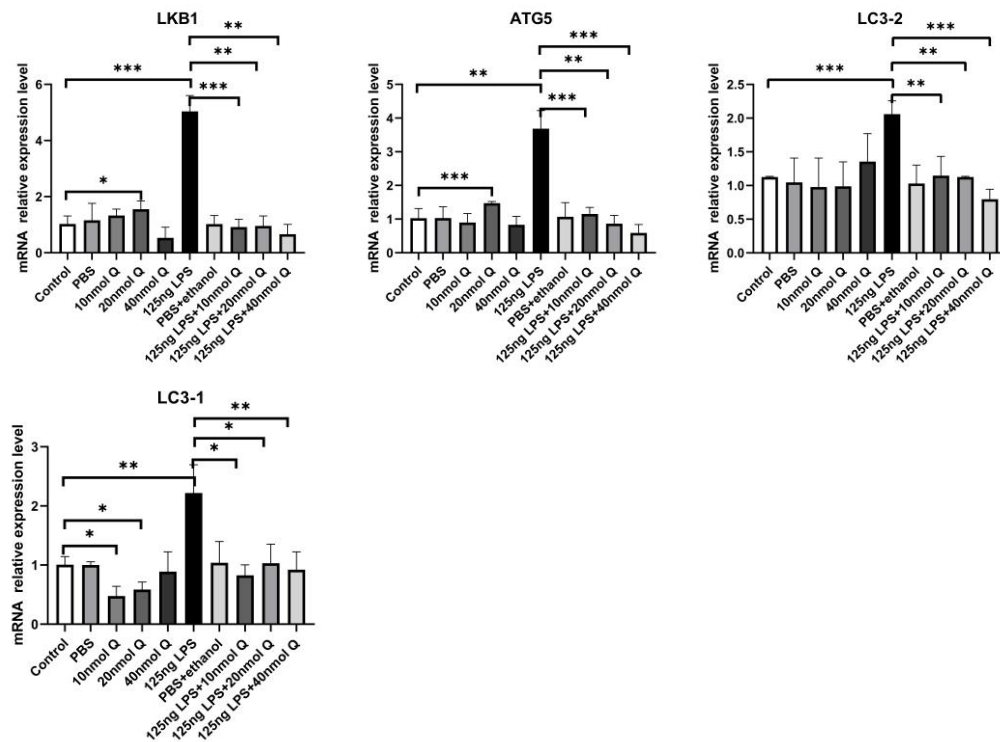 LKB1
**
**
***
***
*
mRNA relative expression level
6
4
2
0
Control
PBS
10nmol Q
20nmol Q
40nmol Q
125ng LPS
PBS+ethanol
125ng LPS+10nmol Q
125ng LPS+20nmol Q
125ng LPS+40nmol Q
ATG5
***
**
**
***
***
mRNA relative expression level
5
4
3
2
1
0
Control
PBS
10nmol Q
20nmol Q
40nmol Q
125ng LPS
PBS+ethanol
125ng LPS+10nmol Q
125ng LPS+20nmol Q
125ng LPS+40nmol Q
LC3-2
***
**
***
**
mRNA relative expression level
2.5
2.0
1.5
1.0
0.5
0.0
Control
PBS
10nmol Q
20nmol Q
40nmol Q
125ng LPS
PBS+ethanol
125ng LPS+10nmol Q
125ng LPS+20nmol Q
125ng LPS+40nmol Q
LC3-1
**
*
*
**
*
*
mRNA relative expression level
3
2
1
0
Control
PBS
10nmol Q
20nmol Q
40nmol Q
125ng LPS
PBS+ethanol
125ng LPS+10nmol Q
125ng LPS+20nmol Q
125ng LPS+40nmol Q